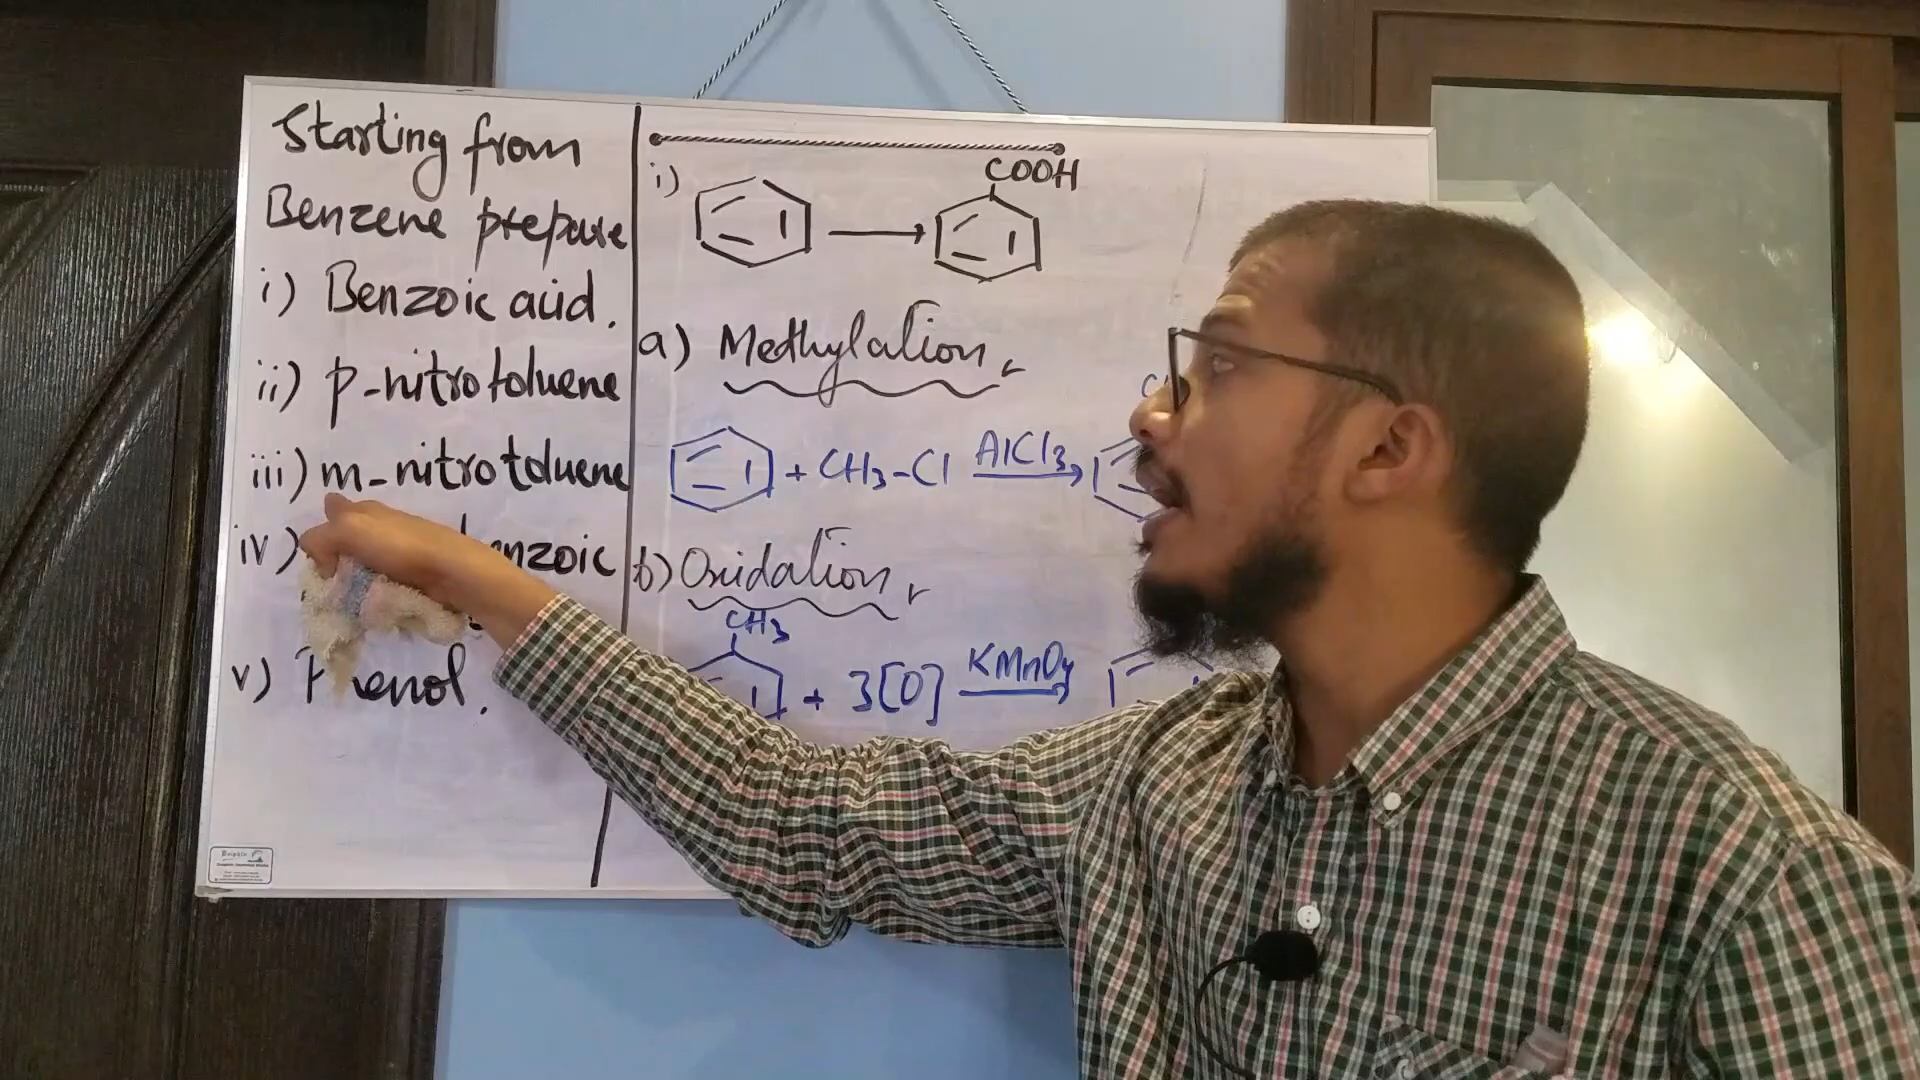 Starting from
Benzene prepare
i) Benzoic acid.
ii) p-nitrotoluene
iii) m-nitrotoluene
iv)
v) Phenol.
i)
COOH
a) Methylation
+ CH3-Cl AlCl3
b) Oxidation
CH3
+ 3[O] KMnO4